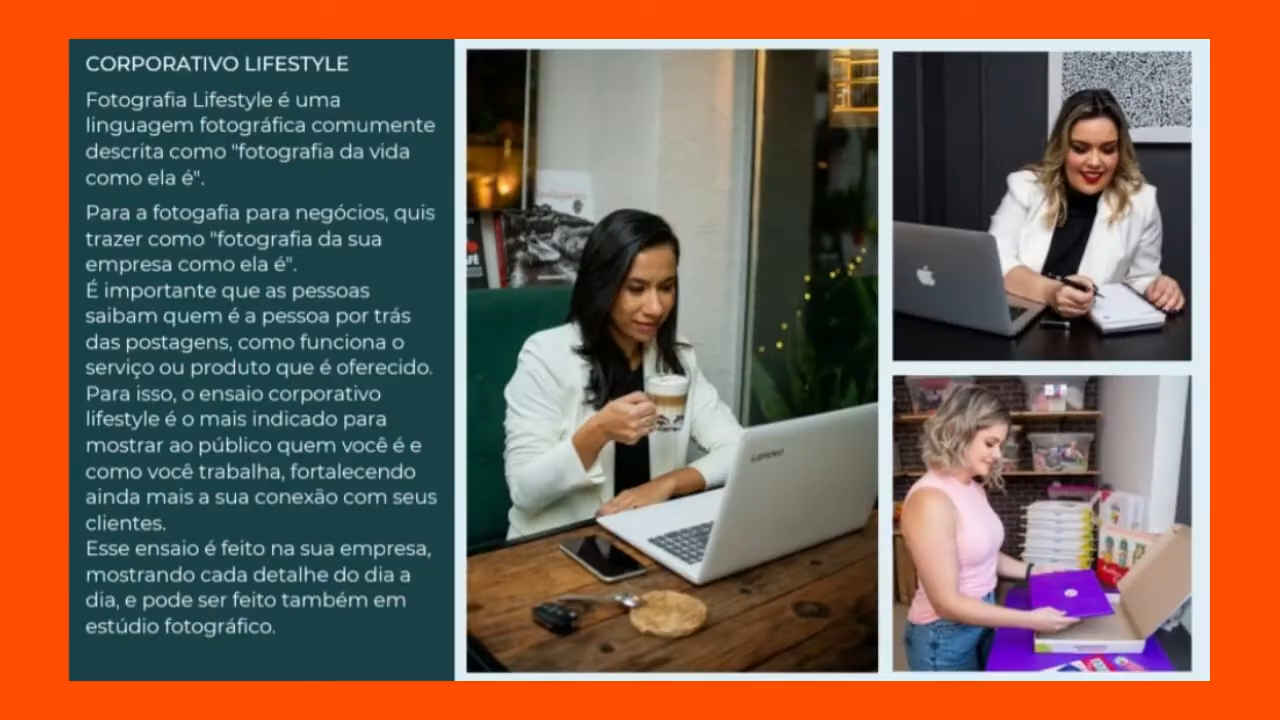 CORPORATIVO LIFESTYLE
Fotografia Lifestyle é uma
linguagem fotográfica comumente
descrita como "fotografia da vida
como ela é".
Para a fotogafia para negócios, quis
trazer como "fotografia da sua
empresa como ela é".
É importante que as pessoas
saibam quem é a pessoa por trás
das postagens, como funciona o
serviço ou produto que é oferecido.
Para isso, o ensaio corporativo
lifestyle é o mais indicado para
mostrar ao público quem você é e
como você trabalha, fortalecendo
ainda mais a sua conexão com seus
clientes.
Esse ensaio é feito na sua empresa,
mostrando cada detalhe do dia a
dia, e pode ser feito também em
estúdio fotográfico.
Lenovo